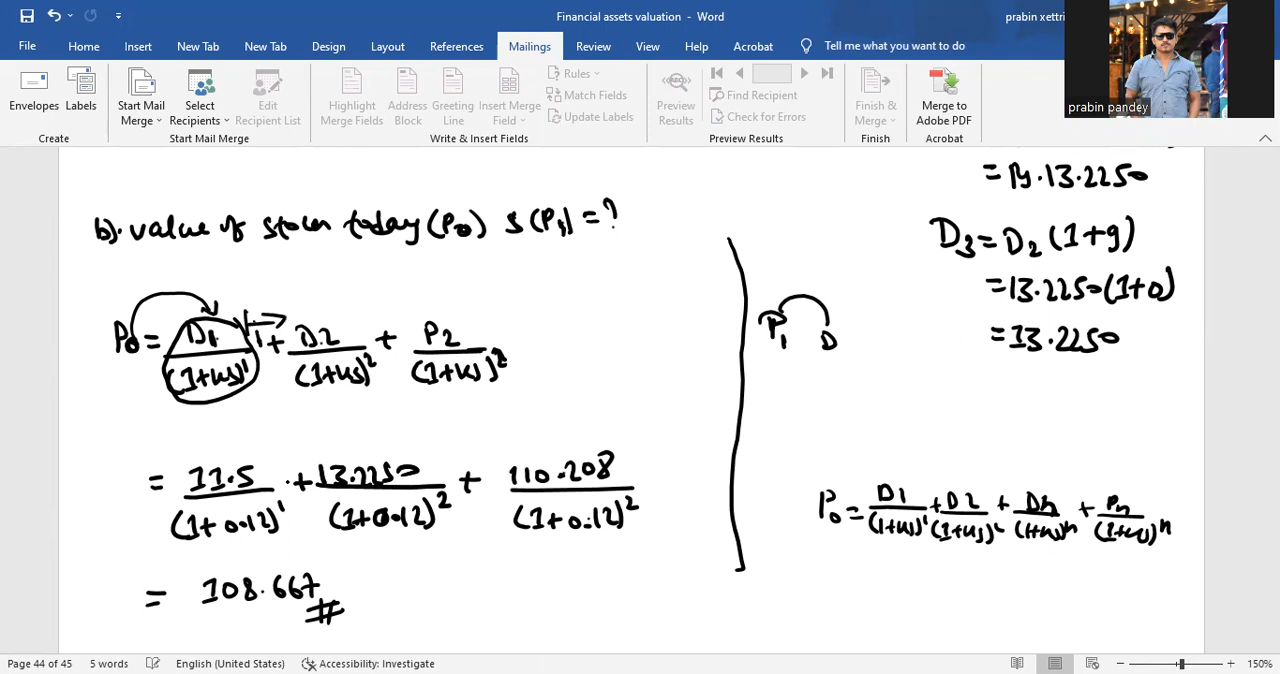 Financial assets valuation - Word
prabin xettri
File Home Insert New Tab New Tab Design Layout References Mailings Review View Help Acrobat Tell me what you want to do
prabin pandey
Envelopes Labels
Start Mail Merge Select Recipients Edit Recipient List
Highlight Merge Fields Address Block Greeting Line Insert Merge Field
Rules
Match Fields
Update Labels
Preview Results
Find Recipient
Check for Errors
Finish & Merge
Merge to Adobe PDF
Create Start Mail Merge Write & Insert Fields Preview Results Finish Acrobat
= Py.13.2250
b). value of stock today (P0) & (P1) = ?
D3 = D2 (1+g)
= 13.2250 (1+0)
= 13.2250
P0 = D1/(1+ks)^1 + D2/(1+ks)^2 + P2/(1+ks)^2
P1 D
= 11.5/(1+0.12)^1 + 13.2250/(1+0.12)^2 + 110.208/(1+0.12)^2
P0 = D1/(1+ks)^1 + D2/(1+ks)^2 + Dn/(1+ks)^n + Pn/(1+ks)^n
= 108.667
Page 44 of 45 5 words English (United States) Accessibility: Investigate 150%